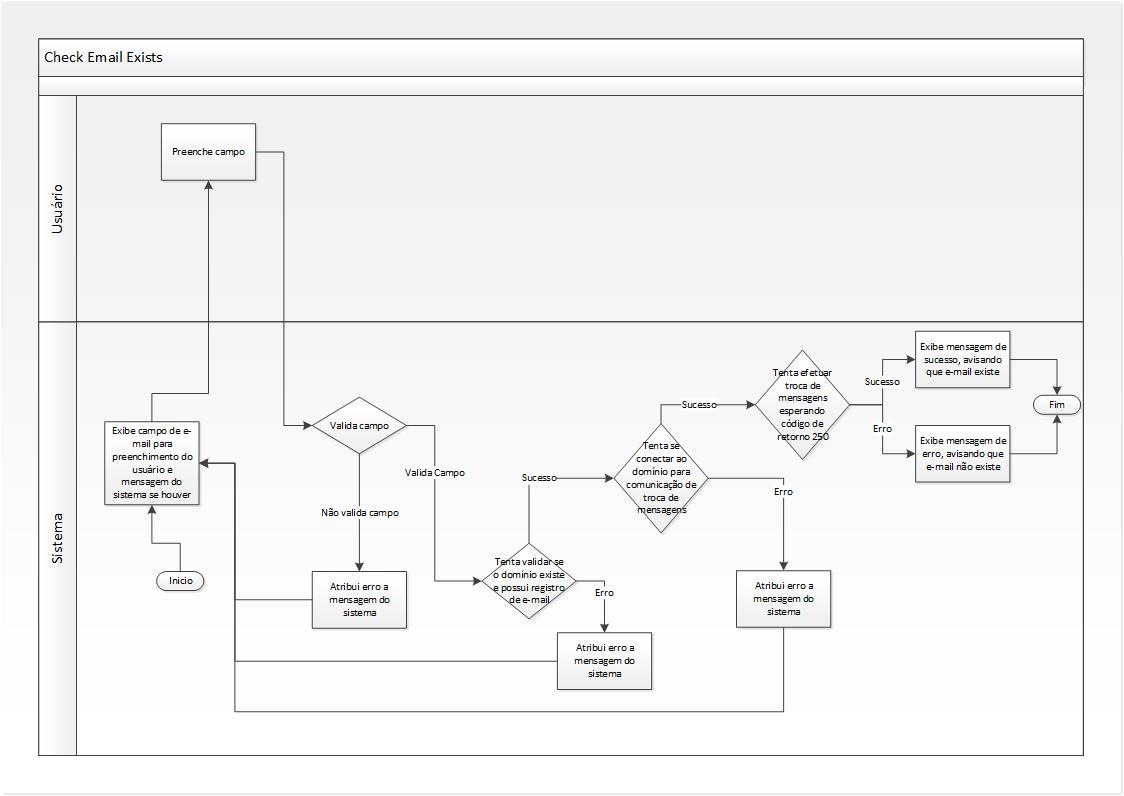 Check Email Exists
Usuário
Preenche campo
Sistema
Inicio
Exibe campo de e-
mail para
preenchimento do
usuário e
mensagem do
sistema se houver
Valida campo
Não valida campo
Valida Campo
Atribui erro a
mensagem do
sistema
Tenta validar se
o domínio existe
e possui registro
de e-mail
Sucesso
Erro
Atribui erro a
mensagem do
sistema
Tenta se
conectar ao
domínio para
comunicação de
troca de
mensagens
Sucesso
Erro
Atribui erro a
mensagem do
sistema
Tenta efetuar
troca de
mensagens
esperando
código de
retorno 250
Sucesso
Erro
Exibe mensagem de
sucesso, avisando
que e-mail existe
Exibe mensagem de
erro, avisando que
e-mail não existe
Fim